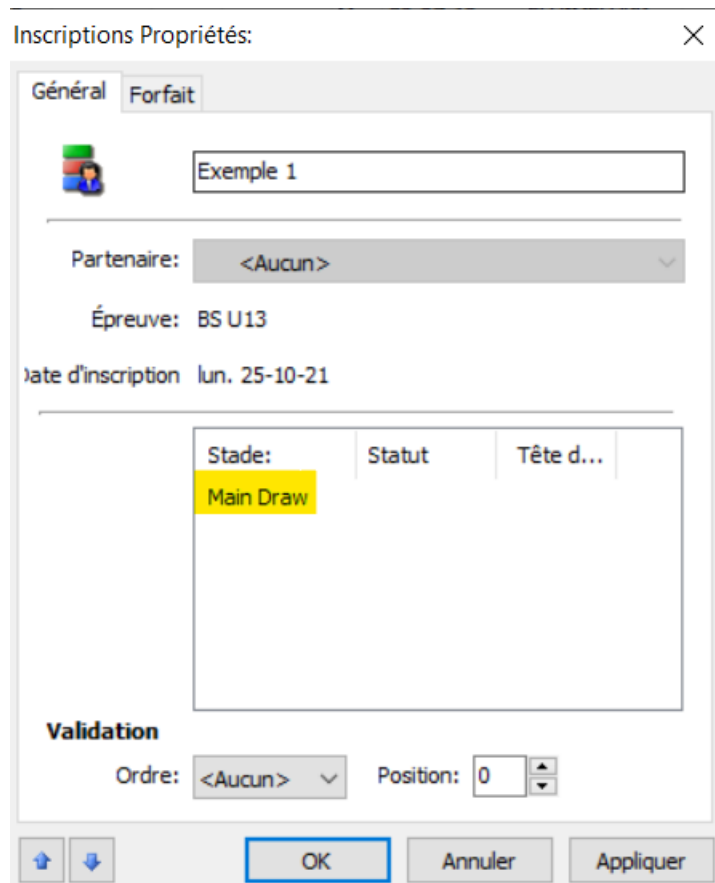 Inscriptions Propriétés:
Général Forfait
Exemple 1
Partenaire: <Aucun>
Épreuve: BS U13
Date d'inscription lun. 25-10-21
Stade: Statut Tête d...
Main Draw
Validation
Ordre: <Aucun> Position: 0
OK Annuler Appliquer